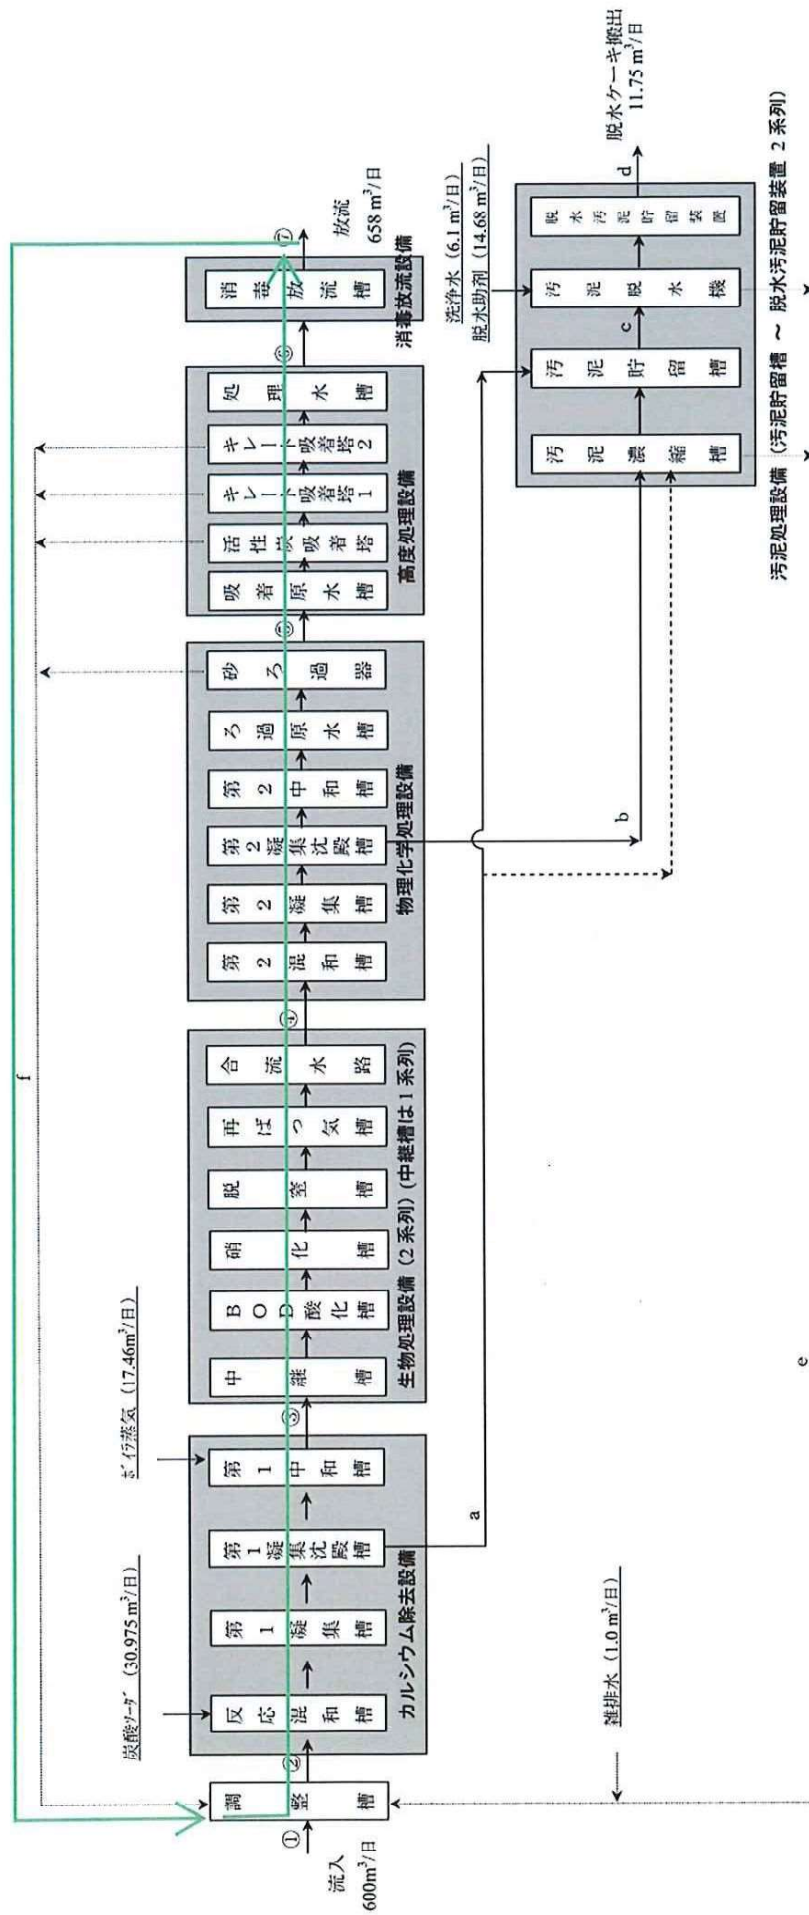 f
流入
600m³/日
①
調整槽
②
炭酸ソーダ (30.975 m³/日)
反応混和槽
第1凝集槽
第1凝集沈殿槽
第1中和槽
カルシウム除去設備
ボイラ蒸気 (17.46m³/日)
③
中継槽
BOD酸化槽
硝化槽
脱窒槽
再ばっ気槽
合流水路
生物処理設備 (2系列) (中継槽は1系列)
④
第2混和槽
第2凝集槽
第2凝集沈殿槽
第2中和槽
ろ過原水槽
砂ろ過器
物理化学処理設備
⑤
吸着原水槽
活性炭吸着塔
キレート吸着塔1
キレート吸着塔2
処理水槽
高度処理設備
⑥
消毒放流槽
消毒放流設備
⑦
放流
658 m³/日
a
b
洗浄水 (6.1 m³/日)
脱水助剤 (14.68 m³/日)
汚泥濃縮槽
汚泥貯留槽
c
汚泥脱水機
脱水汚泥貯留装置
d
脱水ケーキ搬出
11.75 m³/日
汚泥処理設備 (汚泥貯留槽 ～ 脱水汚泥貯留装置 2系列)
雑排水 (1.0 m³/日)
e